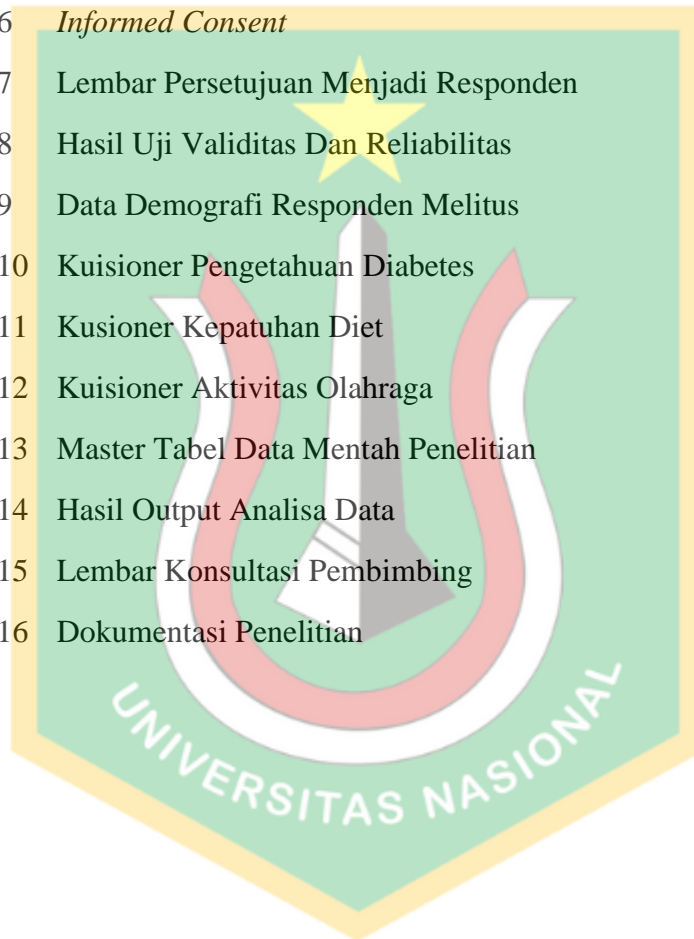 6 Informed Consent
7 Lembar Persetujuan Menjadi Responden
8 Hasil Uji Validitas Dan Reliabilitas
9 Data Demografi Responden Melitus
10 Kuisioner Pengetahuan Diabetes
11 Kusioner Kepatuhan Diet
12 Kuisioner Aktivitas Olahraga
13 Master Tabel Data Mentah Penelitian
14 Hasil Output Analisa Data
15 Lembar Konsultasi Pembimbing
16 Dokumentasi Penelitian
UNIVERSITAS NASIONAL